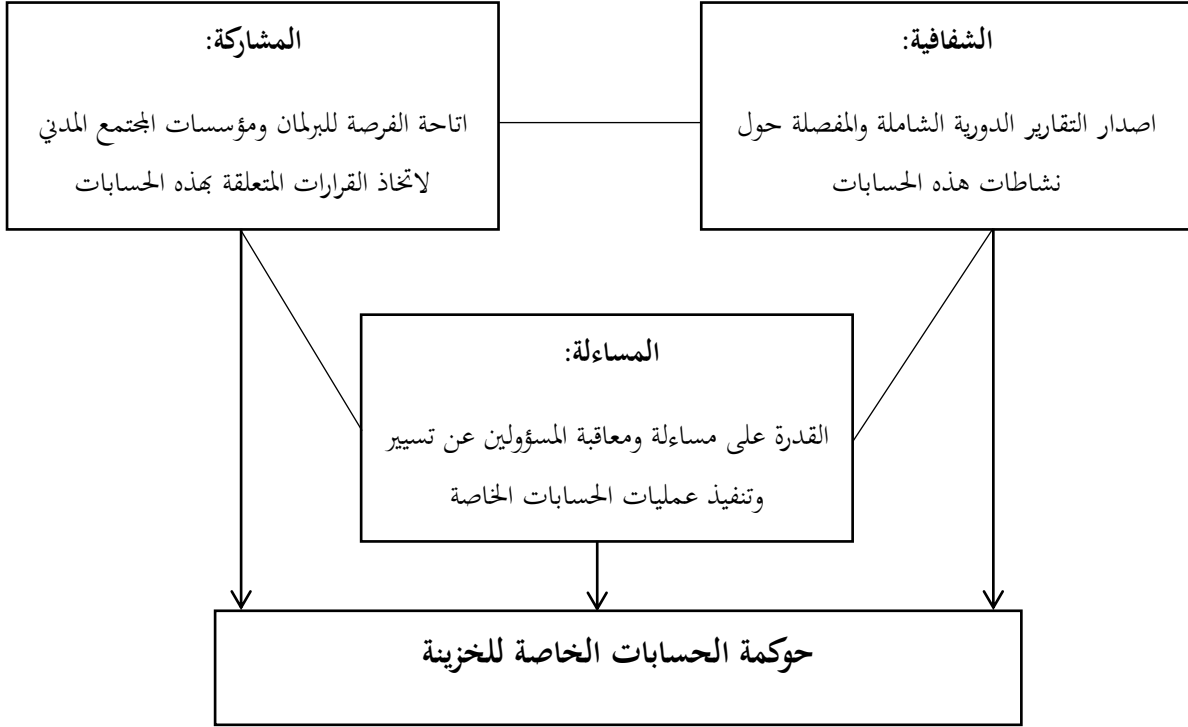 الشفافية:
اصدار التقارير الدورية الشاملة والمفصلة حول
نشاطات هذه الحسابات
المشاركة:
اتاحة الفرصة للبرلمان ومؤسسات المجتمع المدني
لاتخاذ القرارات المتعلقة بهذه الحسابات
المساءلة:
القدرة على مساءلة ومعاقبة المسؤولين عن تسيير
وتنفيذ عمليات الحسابات الخاصة
حوكمة الحسابات الخاصة للخزينة